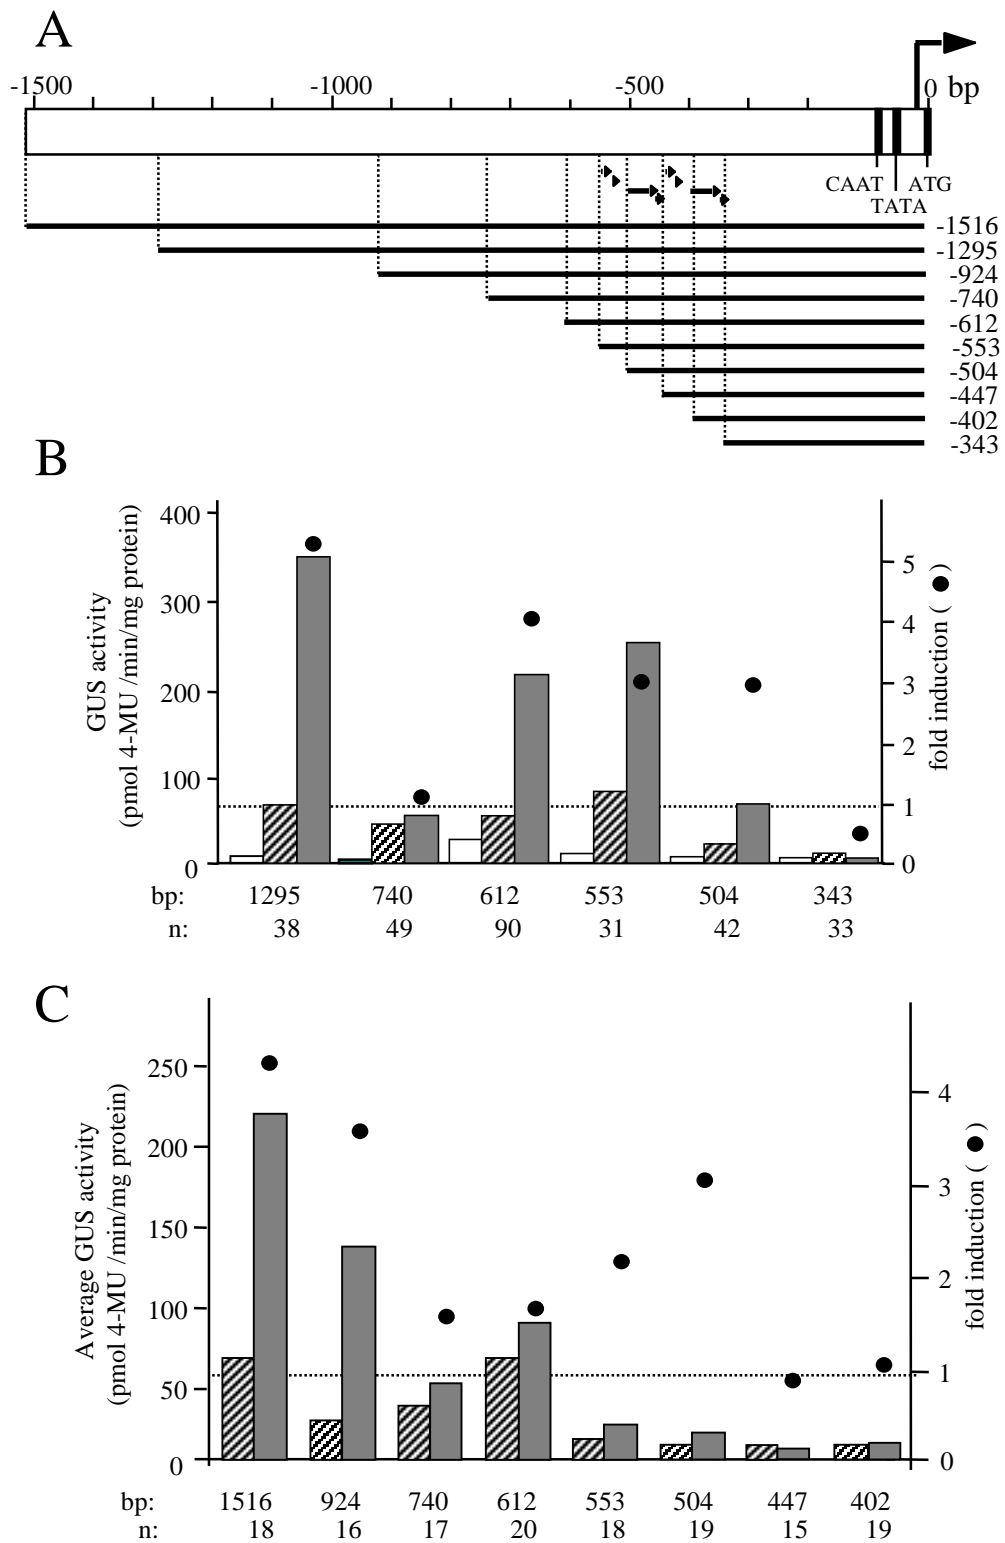 A
-1500 -1000 -500 0 bp
CAAT ATG
TATA
-1516
-1295
-924
-740
-612
-553
-504
-447
-402
-343
B
GUS activity
(pmol 4-MU /min/mg protein)
400
300
200
100
0
5
4
3
2
1
0
fold induction ( )
bp: 1295 740 612 553 504 343
n: 38 49 90 31 42 33
C
Average GUS activity
(pmol 4-MU /min/mg protein)
250
200
150
100
50
0
4
3
2
1
0
fold induction ( )
bp: 1516 924 740 612 553 504 447 402
n: 18 16 17 20 18 19 15 19